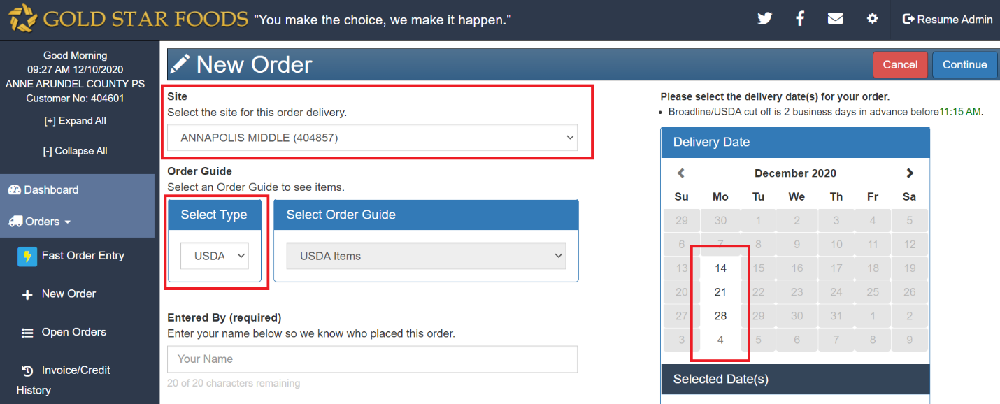 GOLD STAR FOODS "You make the choice, we make it happen."
Resume Admin
Good Morning
09:27 AM 12/10/2020
ANNE ARUNDEL COUNTY PS
Customer No: 404601
[+] Expand All
[-] Collapse All
Dashboard
Orders
Fast Order Entry
New Order
Open Orders
Invoice/Credit
History
New Order
Cancel
Continue
Site
Select the site for this order delivery.
ANNAPOLIS MIDDLE (404857)
Order Guide
Select an Order Guide to see items.
Select Type
USDA
Select Order Guide
USDA Items
Entered By (required)
Enter your name below so we know who placed this order.
Your Name
20 of 20 characters remaining
Please select the delivery date(s) for your order.
• Broadline/USDA cut off is 2 business days in advance before11:15 AM.
Delivery Date
December 2020
Su Mo Tu We Th Fr Sa
29 30 1 2 3 4 5
6 7 8 9 10 11 12
13 14 15 16 17 18 19
20 21 22 23 24 25 26
27 28 29 30 31 1 2
3 4 5 6 7 8 9
Selected Date(s)